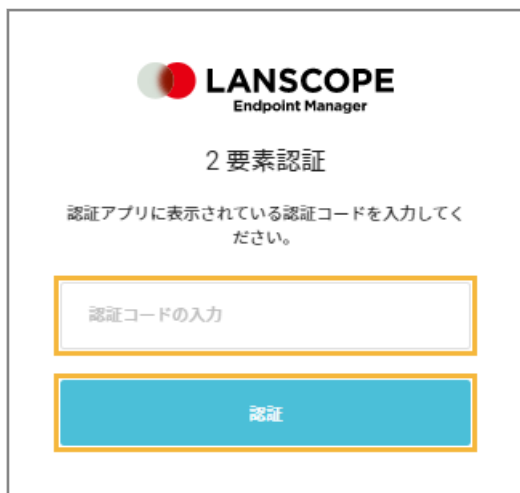 LANSCOPE
Endpoint Manager
2 要素認証
認証アプリに表示されている認証コードを入力してく
ださい。
認証コードの入力
認証